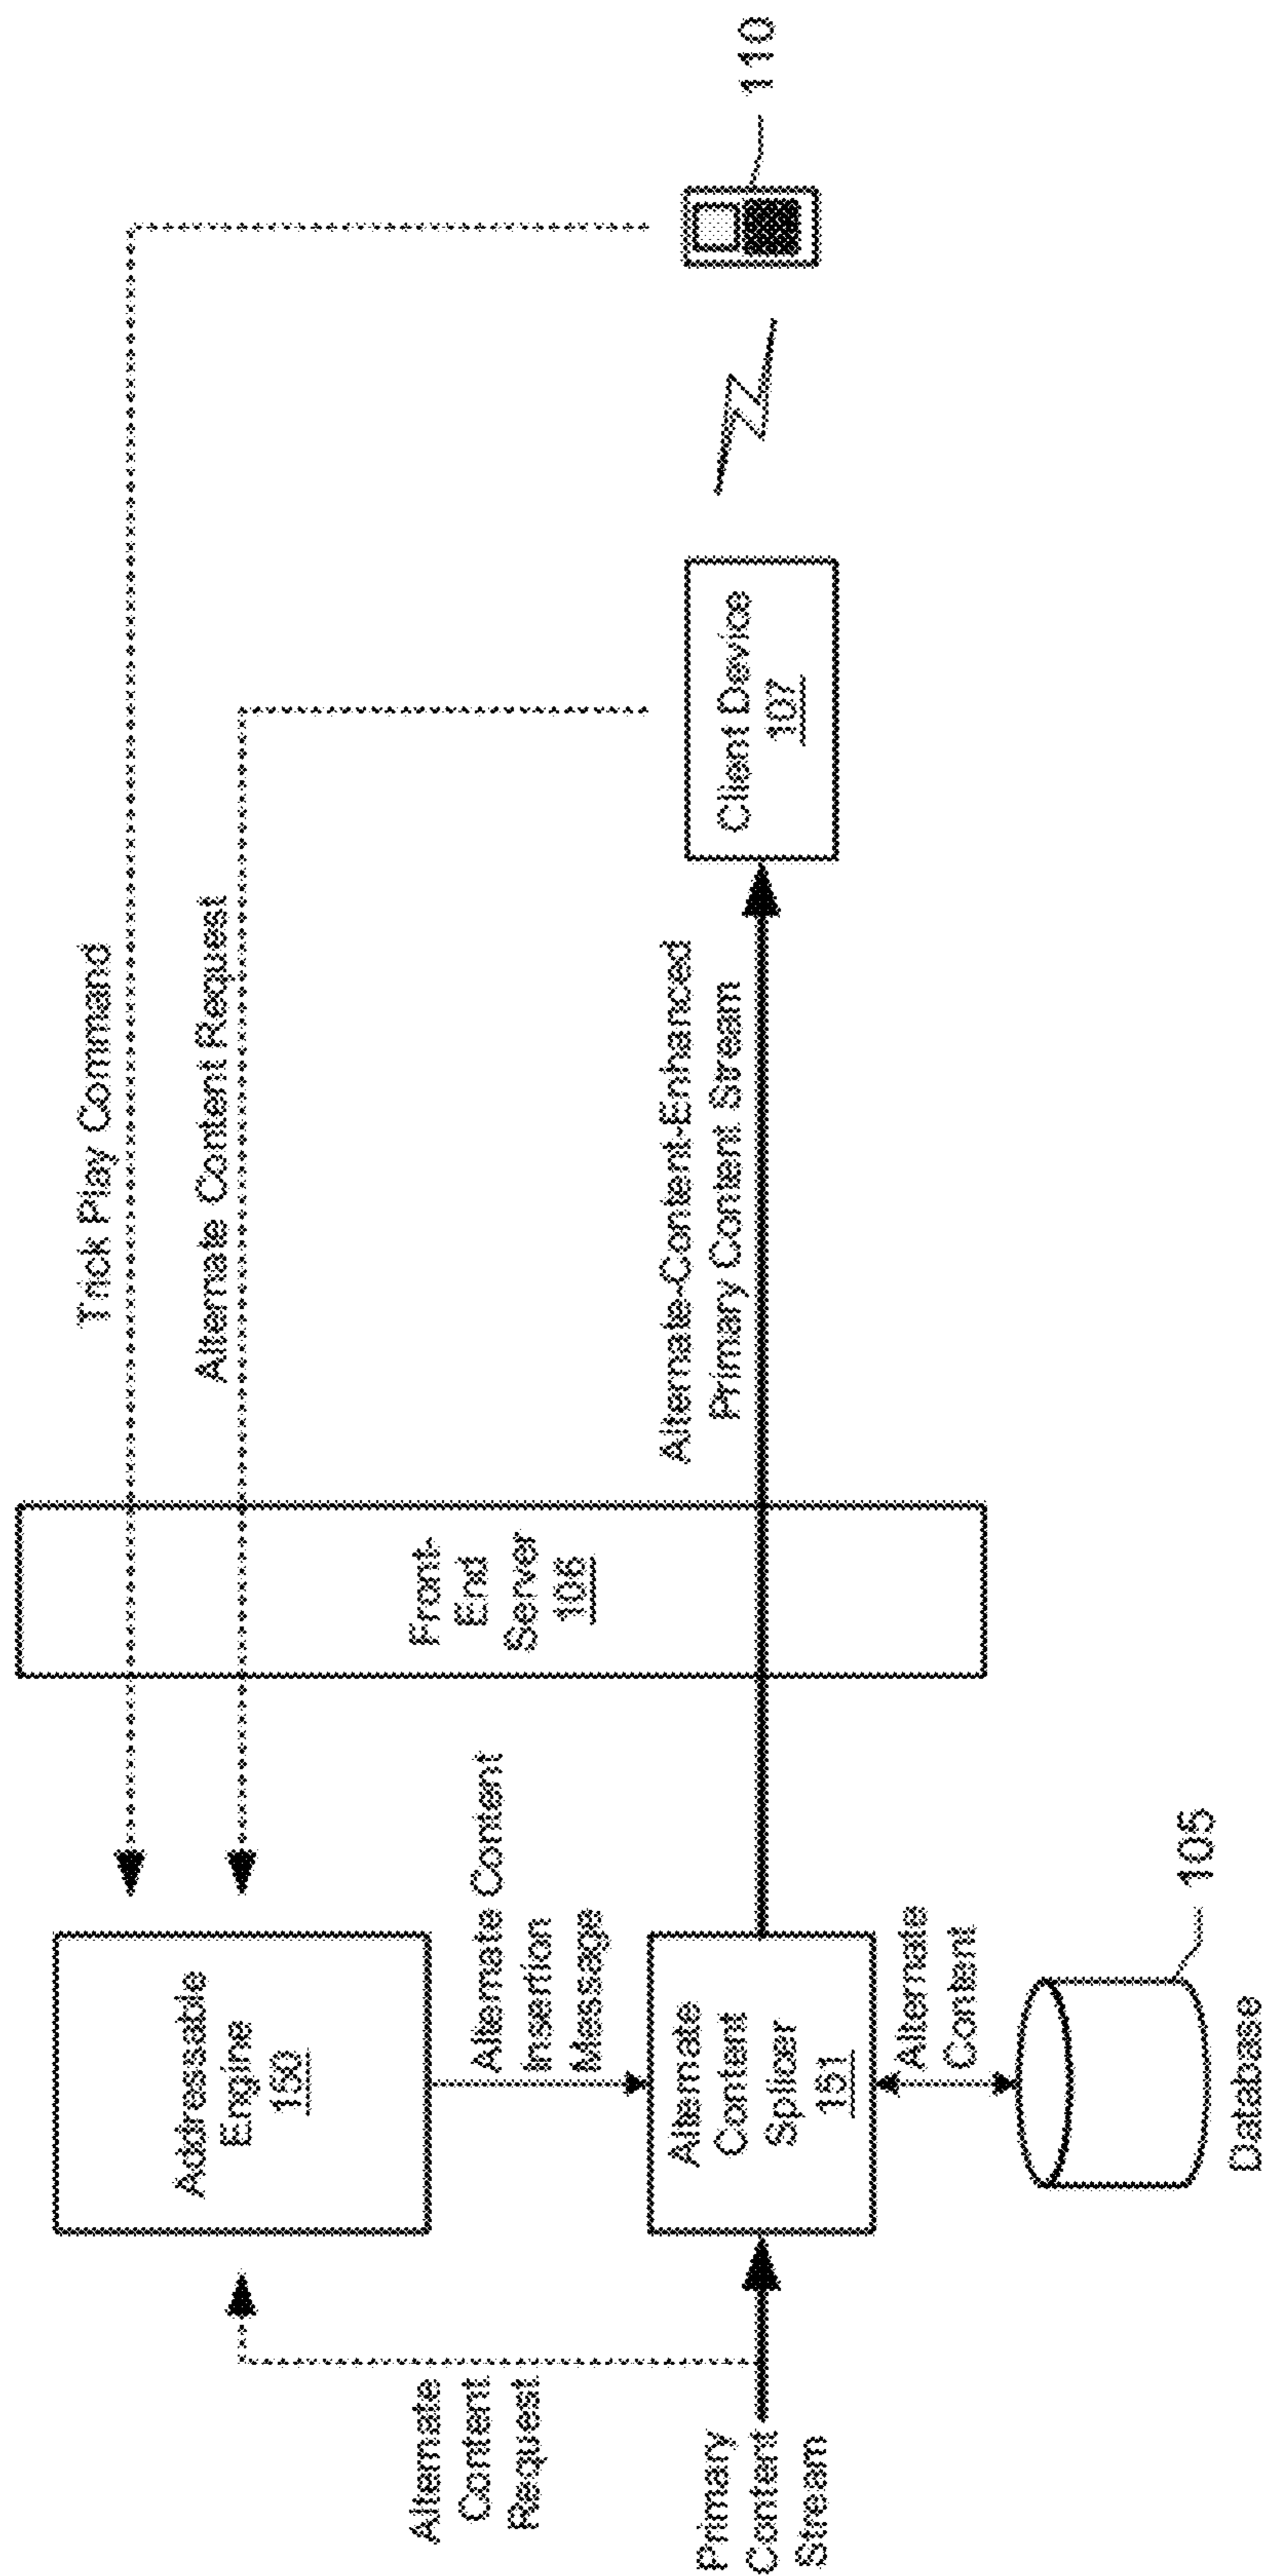 Trick Play Command
Alternate Content Request
Addressable
Engine
150
Front-
End
Server
106
Alternate
Content
Request
Alternate Content
Insertion
Message
Alternate-Content-Enhanced
Primary Content Stream
Primary
Content
Stream
Alternate
Content
Splicer
151
Client Device
107
110
Alternate
Content
105
Database